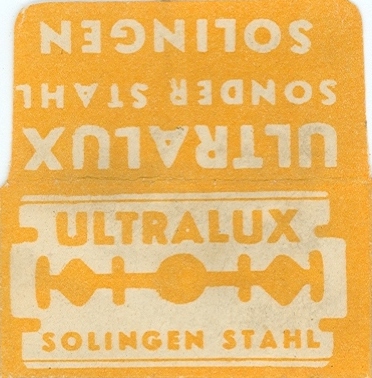 ULTRALUX
SONDER STAHL
SOLINGEN
ULTRALUX
SOLINGEN STAHL